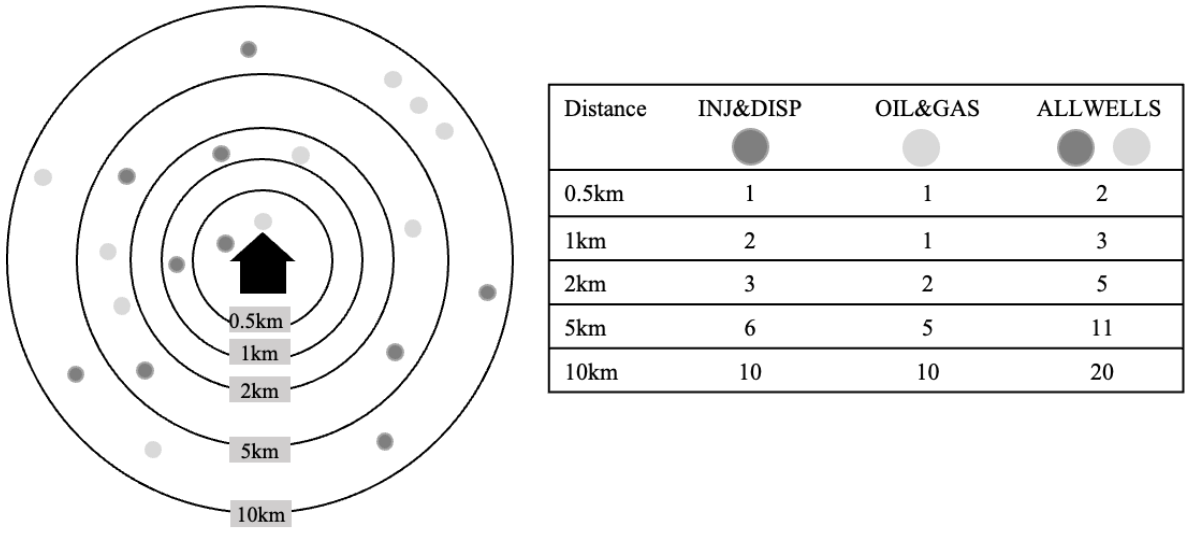 0.5km
1km
2km
5km
10km
Distance INJ&DISP OIL&GAS ALLWELLS
0.5km 1 1 2
1km 2 1 3
2km 3 2 5
5km 6 5 11
10km 10 10 20